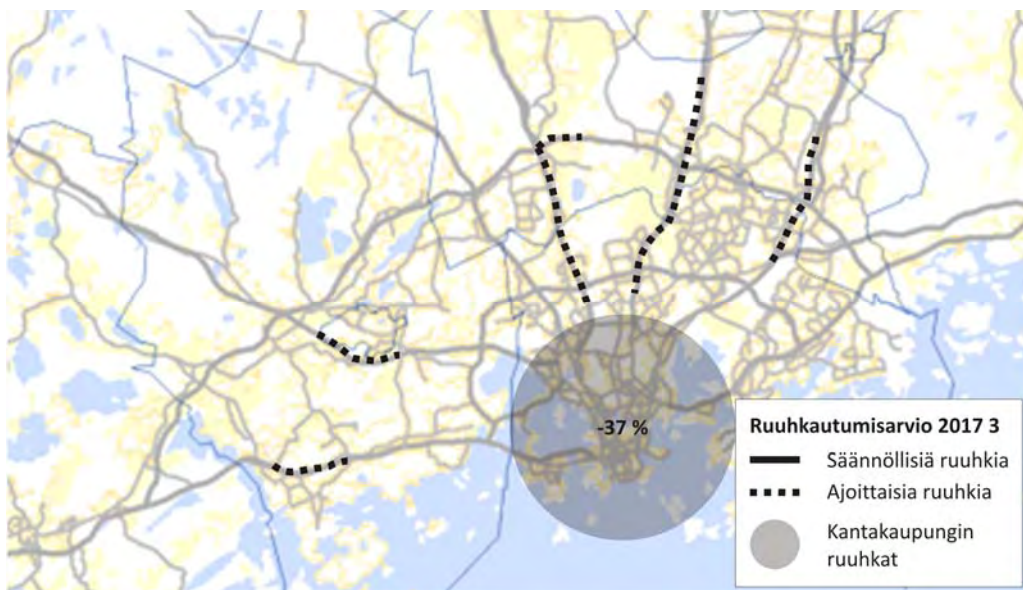 -37 %
Ruuhkautumisarvio 2017 3
Säännöllisiä ruuhkia
Ajoittaisia ruuhkia
Kantakaupungin
ruuhkat